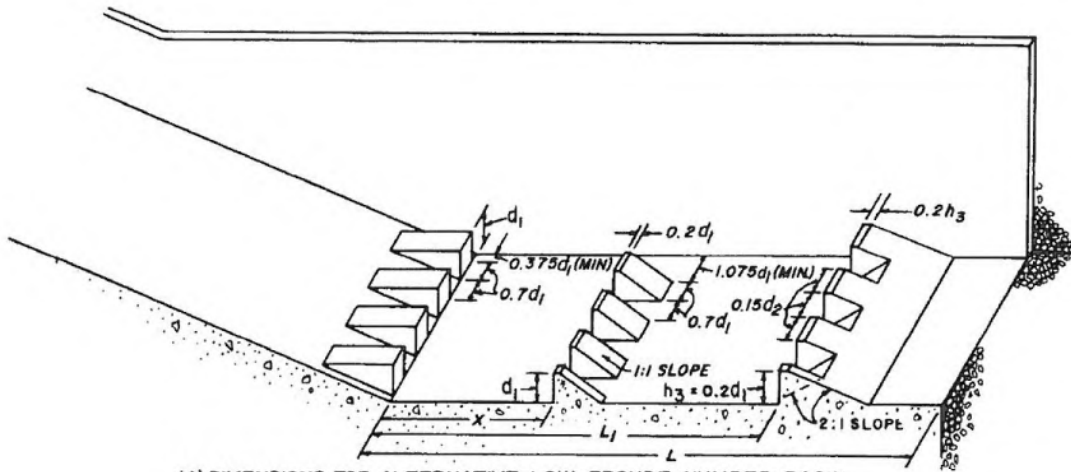 0.2h₃
d₁
0.2d₁
0.375d₁(MIN)
1.075d₁(MIN)
0.7d₁
0.15d₂
0.7d₁
1:1 SLOPE
d₁
h₃=0.2d₁
X
2:1 SLOPE
L₁
L